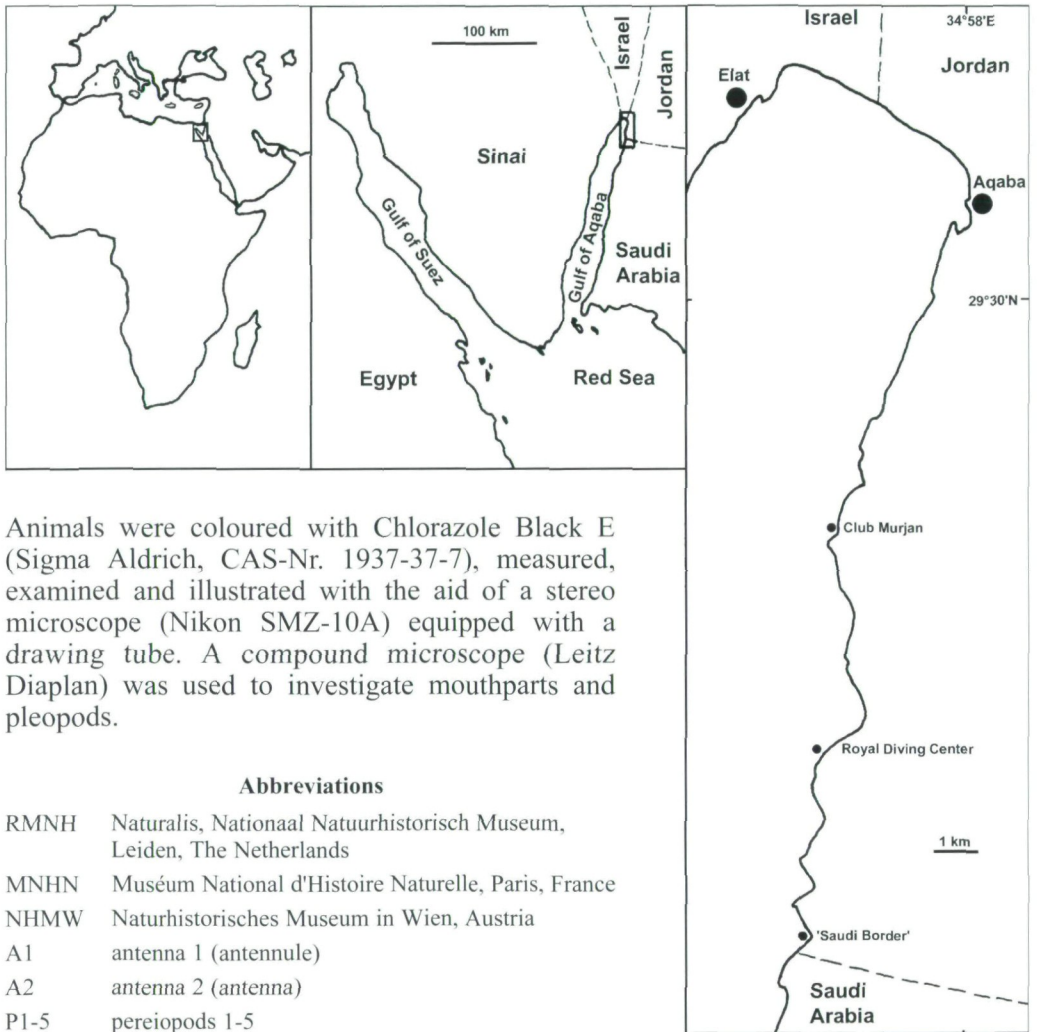 100 km
Israel
Jordan
Sinai
Gulf of Suez
Gulf of Aqaba
Saudi
Arabia
Egypt
Red Sea
Israel
34°58'E
Jordan
Elat
Aqaba
29°30'N
Club Murjan
Royal Diving Center
1 km
'Saudi Border'
Saudi
Arabia
Animals were coloured with Chlorazole Black E
(Sigma Aldrich, CAS-Nr. 1937-37-7), measured,
examined and illustrated with the aid of a stereo
microscope (Nikon SMZ-10A) equipped with a
drawing tube. A compound microscope (Leitz
Diaplan) was used to investigate mouthparts and
pleopods.
Abbreviations
RMNH Naturalis, Nationaal Natuurhistorisch Museum,
Leiden, The Netherlands
MNHN Muséum National d'Histoire Naturelle, Paris, France
NHMW Naturhistorisches Museum in Wien, Austria
A1 antenna 1 (antennule)
A2 antenna 2 (antenna)
P1-5 pereiopods 1-5